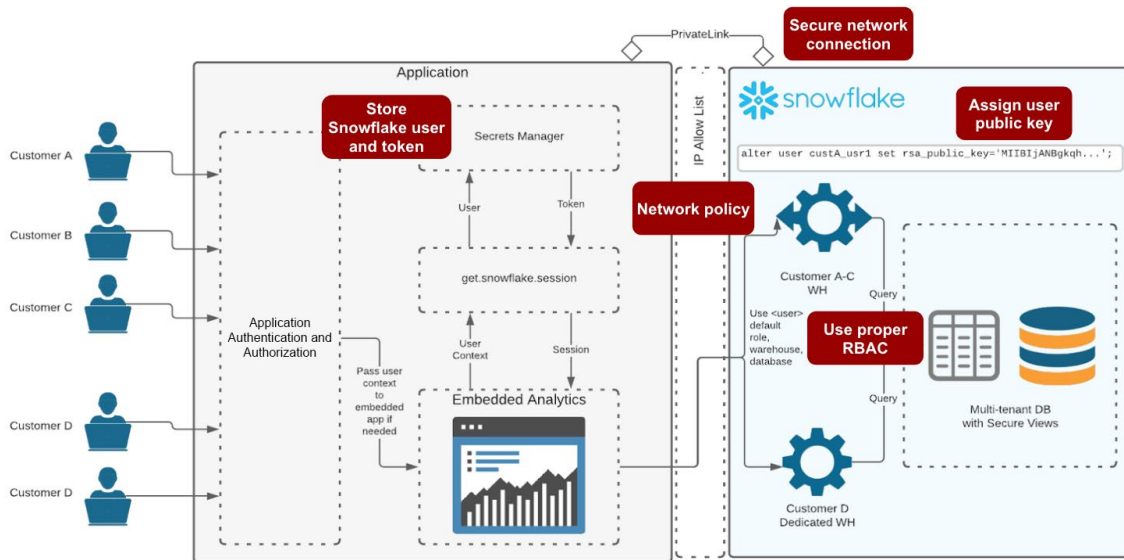 PrivateLink
Secure network
connection
Application
Store
Snowflake user
and token
Secrets Manager
IP Allow List
snowflake
Assign user
public key
alter user custA_usr1 set rsa_public_key='MIIBIjANBgkqh...';
Customer A
User
Token
Network policy
Customer B
get.snowflake.session
Customer A-C
WH
Customer C
Query
Application
Authentication and
Authorization
User
Context
Session
Use <user>
default
role,
warehouse,
database
Use proper
RBAC
Pass user
context
to
embedded
app if
needed
Embedded Analytics
Query
Multi-tenant DB
with Secure Views
Customer D
Customer D
Customer D
Dedicated WH